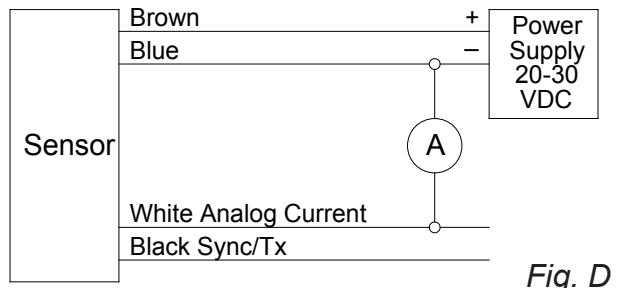 Brown
+
Blue
–
Power
Supply
20-30
VDC
Sensor
A
White Analog Current
Black Sync/Tx
Fig. D